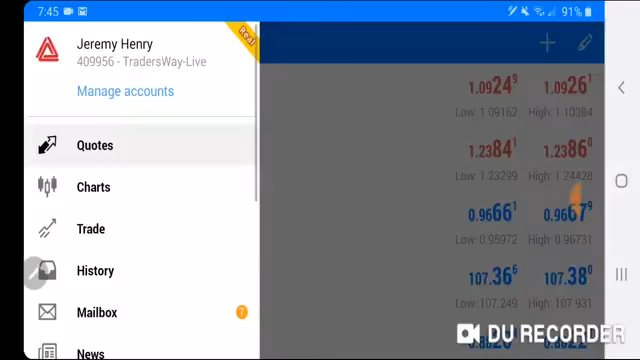 7:45 91%
Jeremy Henry
409956 - TradersWay-Live
Real
Manage accounts
Quotes
Charts
Trade
History
Mailbox 7
News
1.09249 1.09261
Low: 1.09162 High: 1.10384
1.23841 1.23860
Low: 1.23299 High: 1.24428
0.96661 0.96679
Low: 0.95972 High: 0.96731
107.366 107.380
Low: 107.249 High: 107.931
DU RECORDER